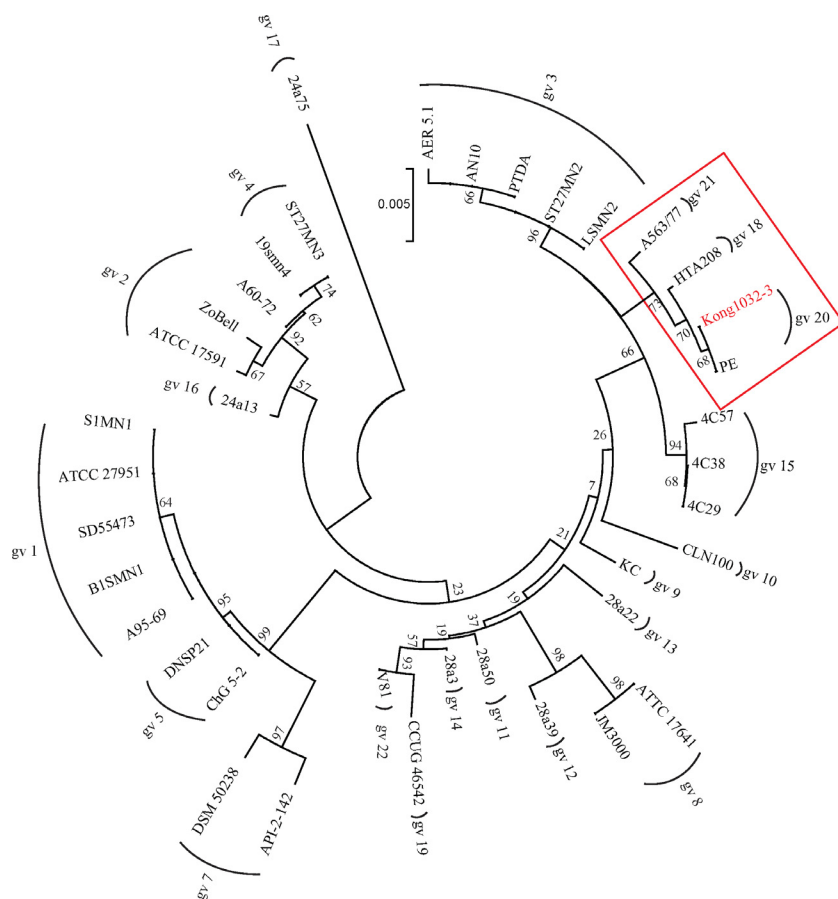 gv 17
24a75
gv 3
AER 5.1
AN10
PTDA
ST27MN2
LSMN2
66
96
0.005
A563/77
gv 21
HTA208
gv 18
Kong1032-3
gv 20
PE
73
70
68
66
gv 4
ST27MN3
19smn4
74
gv 2
A60-72
62
ZoBell
92
ATCC 17591
67
gv 16
24a13
57
4C57
94
4C38
68
4C29
gv 15
S1MN1
ATCC 27951
SD55473
B1SMN1
A95-69
gv 1
64
95
DNSP21
ChG 5-2
gv 5
99
97
DSM 50238
API-2-142
gv 7
26
7
21
23
CLN100
gv 10
KC
gv 9
28a22
gv 13
19
37
19
57
93
V81
gv 22
CCUG 46542
gv 19
28a3
gv 14
28a50
gv 11
98
28a39
gv 12
98
ATTC 17641
JM3000
gv 8